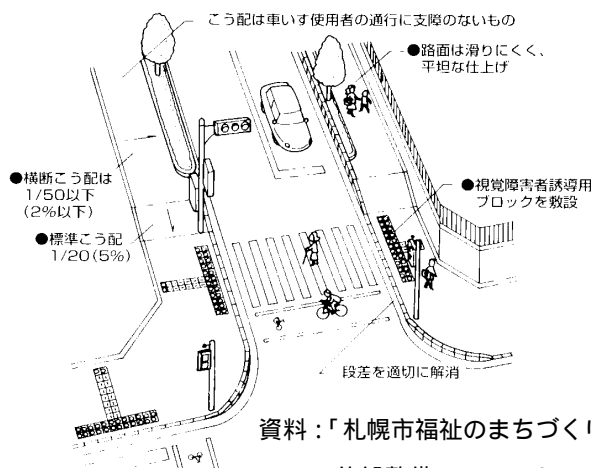 こう配は車いす使用者の通行に支障のないもの
●路面は滑りにくく、
平坦な仕上げ
●横断こう配は
1/50以下
(2%以下)
●標準こう配
1/20(5%)
●視覚障害者誘導用
ブロックを敷設
段差を適切に解消
資料:「札幌市福祉のまちづくり